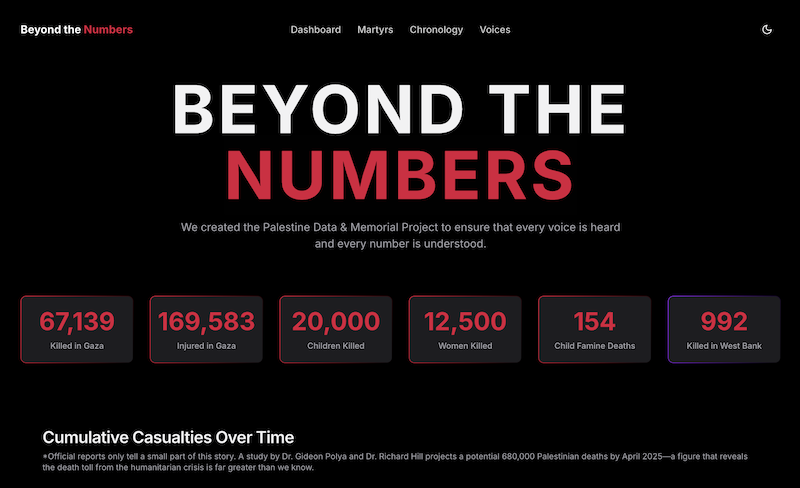 Beyond the Numbers
Dashboard
Martyrs
Chronology
Voices
BEYOND THE
NUMBERS
We created the Palestine Data & Memorial Project to ensure that every voice is heard
and every number is understood.
67,139
Killed in Gaza
169,583
Injured in Gaza
20,000
Children Killed
12,500
Women Killed
154
Child Famine Deaths
992
Killed in West Bank
Cumulative Casualties Over Time
*Official reports only tell a small part of this story. A study by Dr. Gideon Polya and Dr. Richard Hill projects a potential 680,000 Palestinian deaths by April 2025—a figure that reveals
the death toll from the humanitarian crisis is far greater than we know.